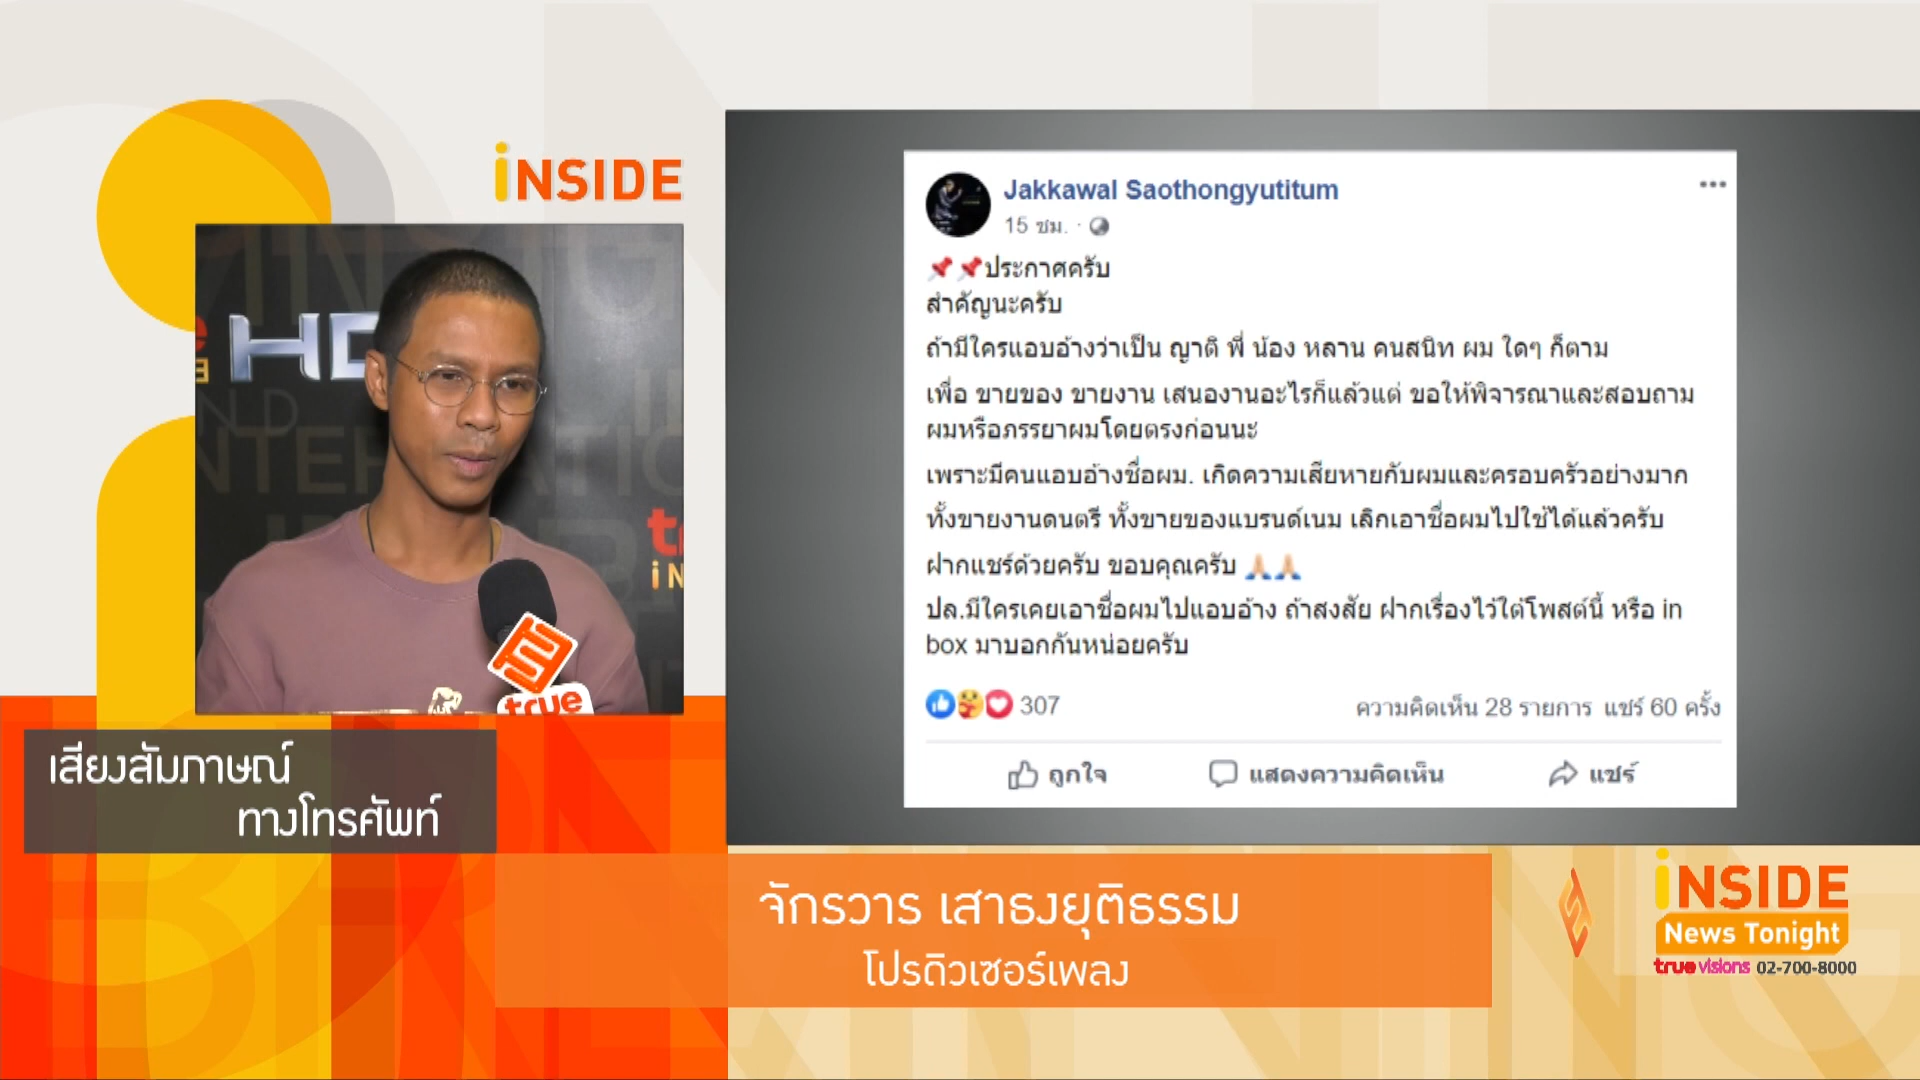 iNSIDE
HD
true
เสียงสัมภาษณ์
ทางโทรศัพท์
Jakkawal Saothongyutitum
15 ชม. ·
📌📌ประกาศครับ
สำคัญนะครับ
ถ้ามีใครแอบอ้างว่าเป็น ญาติ พี่ น้อง หลาน คนสนิท ผม ใดๆ ก็ตาม
เพื่อ ขายของ ขายงาน เสนองานอะไรก็แล้วแต่ ขอให้พิจารณาและสอบถาม
ผมหรือภรรยาผมโดยตรงก่อนนะ
เพราะมีคนแอบอ้างชื่อผม. เกิดความเสียหายกับผมและครอบครัวอย่างมาก
ทั้งขายงานดนตรี ทั้งขายของแบรนด์เนม เลิกเอาชื่อผมไปใช้ได้แล้วครับ
ฝากแชร์ด้วยครับ ขอบคุณครับ 🙏🏻🙏🏻
ปล.มีใครเคยเอาชื่อผมไปแอบอ้าง ถ้าสงสัย ฝากเรื่องไว้ใต้โพสต์นี้ หรือ in
box มาบอกกันหน่อยครับ
307
ความคิดเห็น 28 รายการ แชร์ 60 ครั้ง
ถูกใจ แสดงความคิดเห็น แชร์
จักรวาร เสาธงยุติธรรม
โปรดิวเซอร์เพลง
iNSIDE
News Tonight
truevisions 02-700-8000